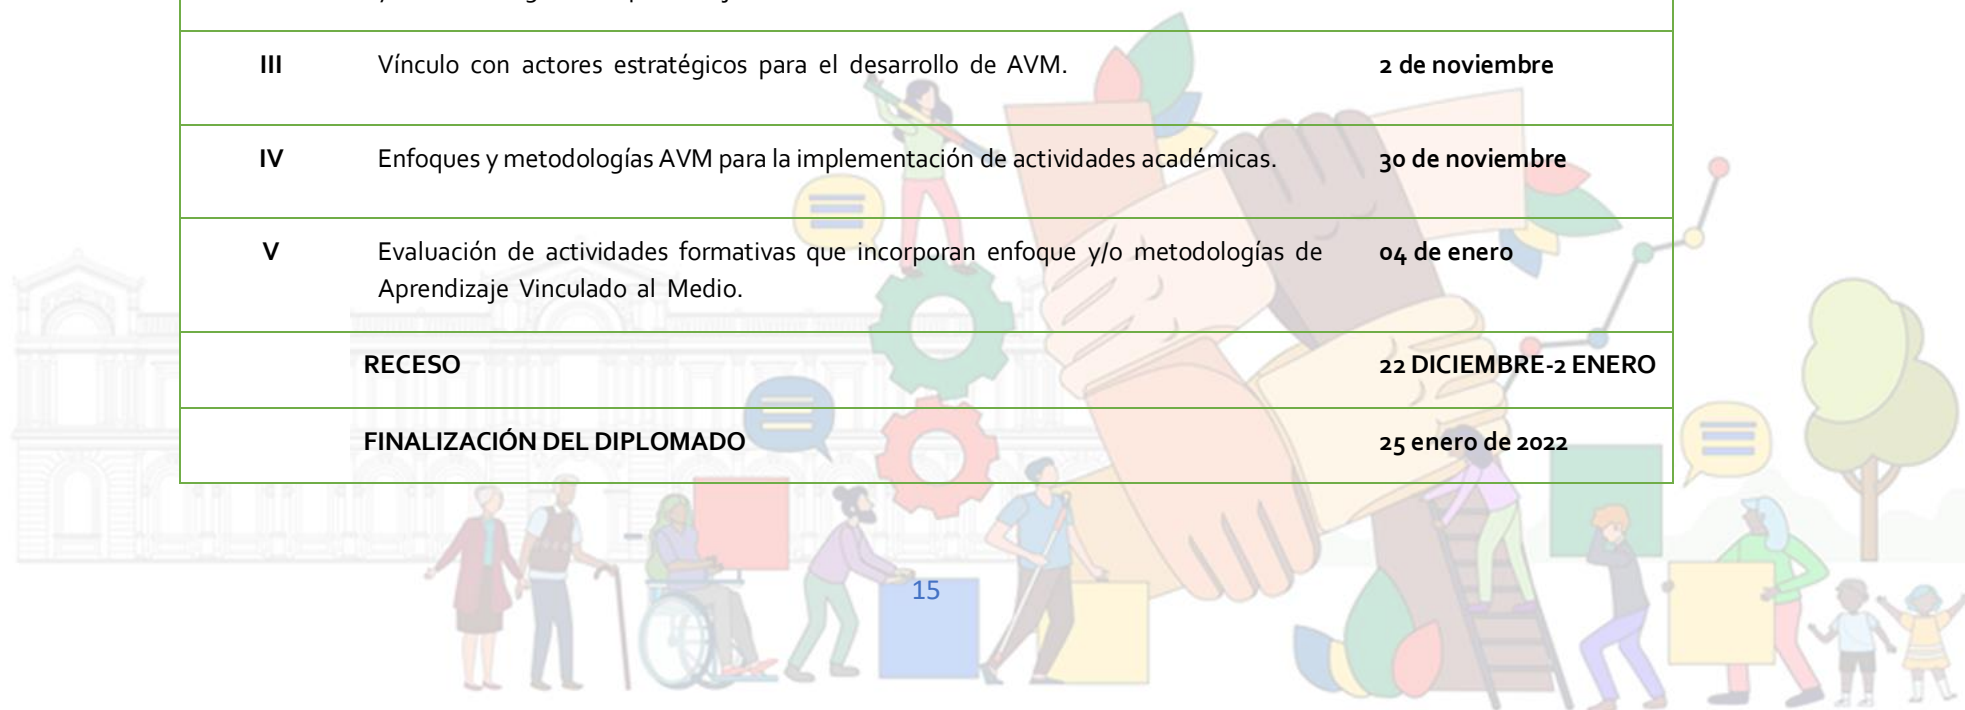 III Vínculo con actores estratégicos para el desarrollo de AVM. 2 de noviembre
IV Enfoques y metodologías AVM para la implementación de actividades académicas. 30 de noviembre
V Evaluación de actividades formativas que incorporan enfoque y/o metodologías de 04 de enero
Aprendizaje Vinculado al Medio.
RECESO 22 DICIEMBRE-2 ENERO
FINALIZACIÓN DEL DIPLOMADO 25 enero de 2022
15